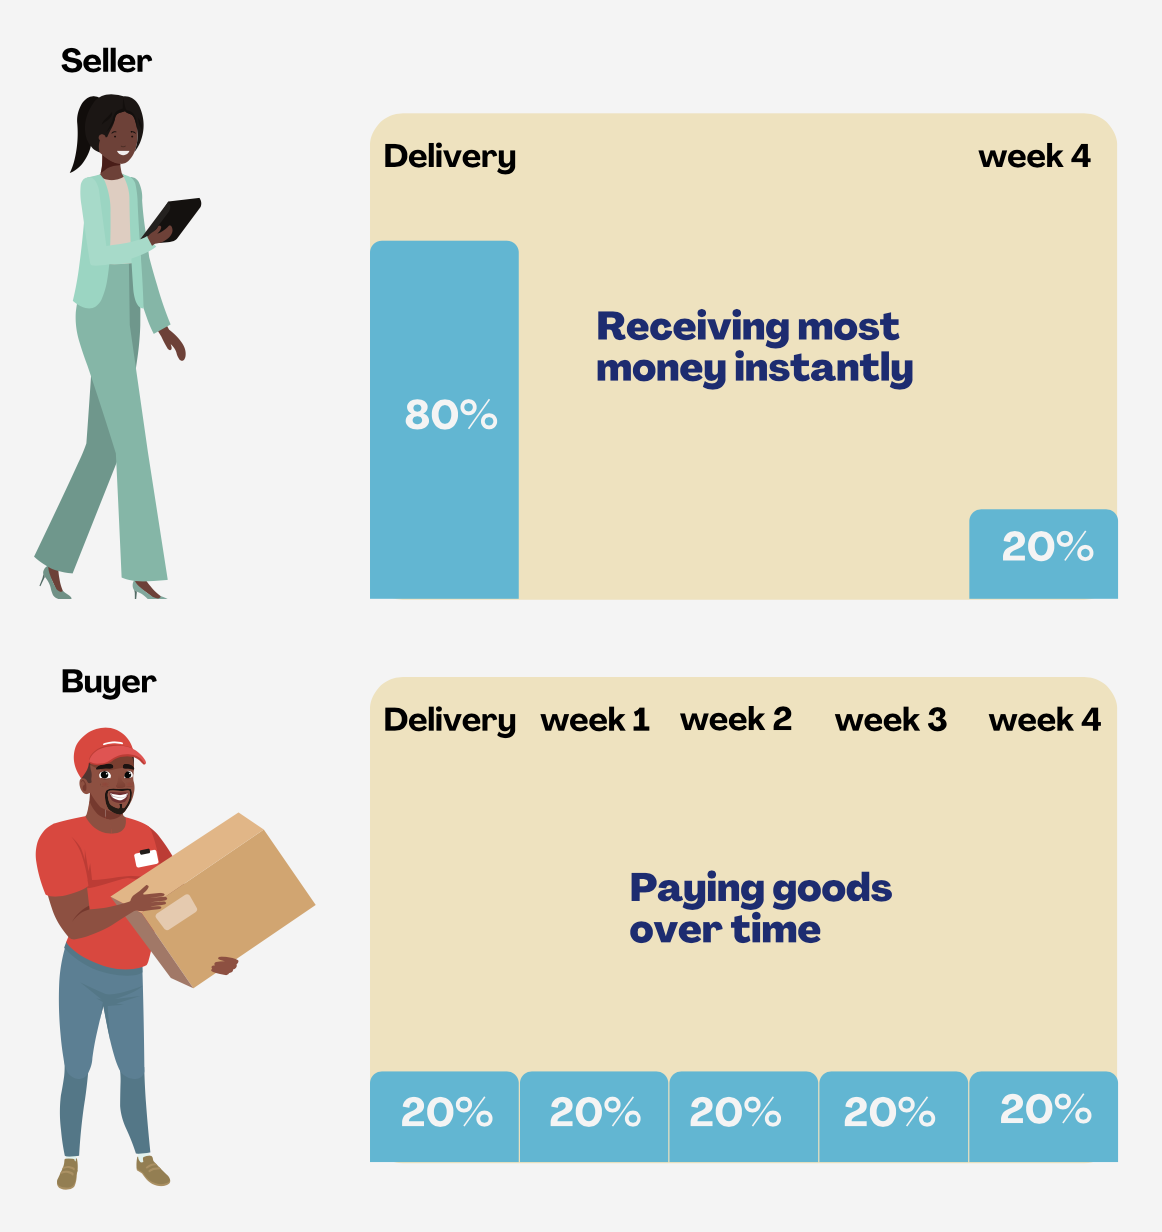 Seller
Delivery week 4
Receiving most
money instantly
80%
20%
Buyer
Delivery week 1 week 2 week 3 week 4
Paying goods
over time
20% 20% 20% 20% 20%